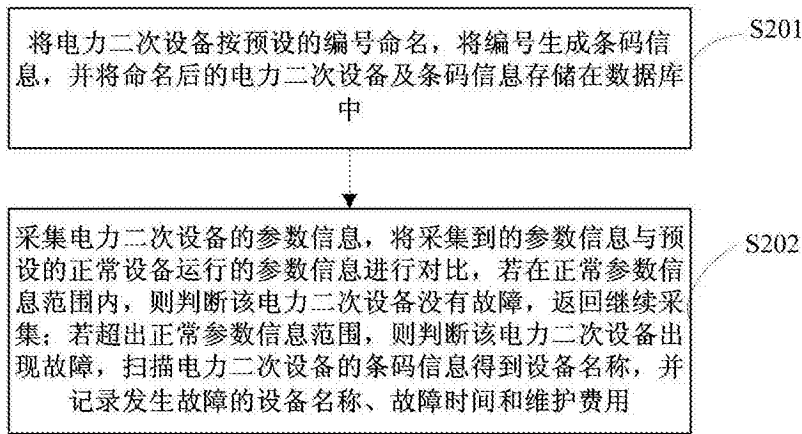 将电力二次设备按预设的编号命名，将编号生成条码信
息，并将命名后的电力二次设备及条码信息存储在数据库
中
S201
采集电力二次设备的参数信息，将采集到的参数信息与预
设的正常设备运行的参数信息进行对比，若在正常参数信
息范围内，则判断该电力二次设备没有故障，返回继续采
集；若超出正常参数信息范围，则判断该电力二次设备出
现故障，扫描电力二次设备的条码信息得到设备名称，并
记录发生故障的设备名称、故障时间和维护费用
S202